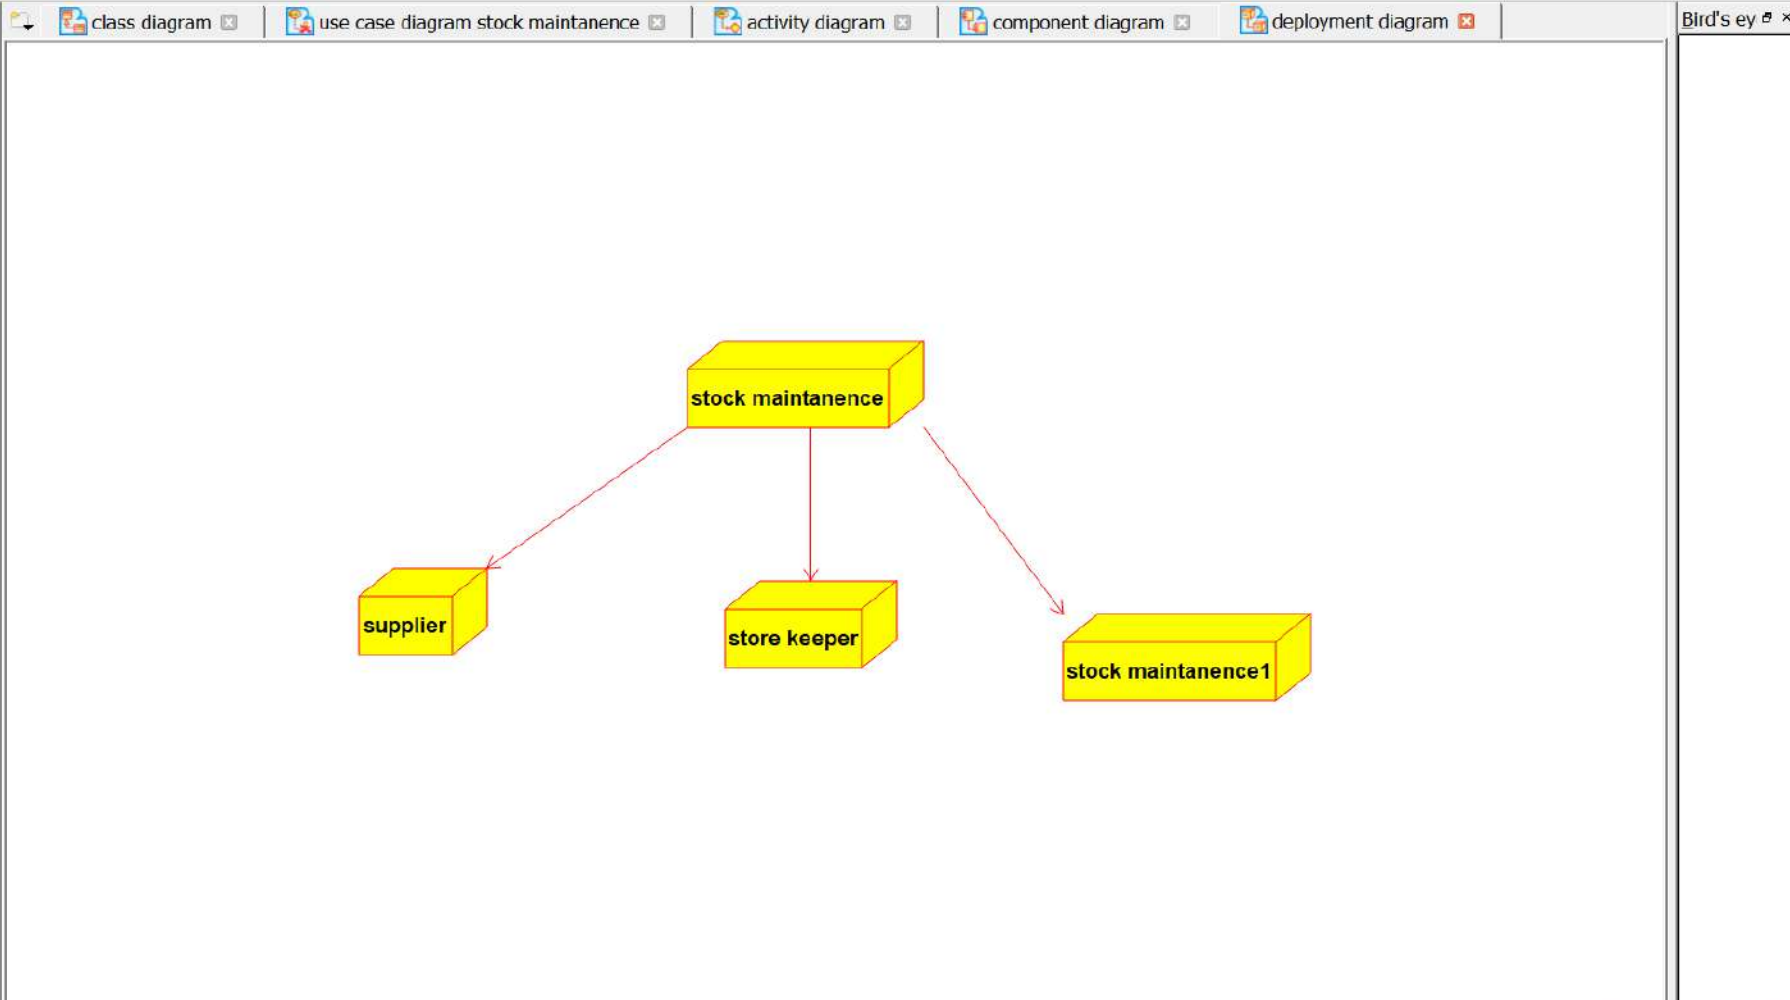 class diagram
use case diagram stock maintanence
activity diagram
component diagram
deployment diagram
Bird's ey
stock maintanence
supplier
store keeper
stock maintanence1